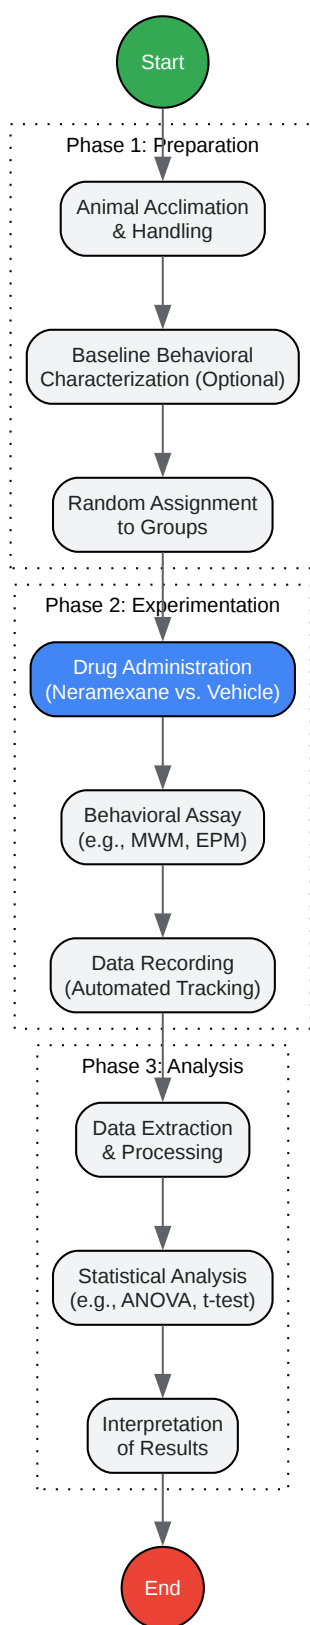 Start
Phase 1: Preparation
Animal Acclimation
& Handling
Baseline Behavioral
Characterization (Optional)
Random Assignment
to Groups
Phase 2: Experimentation
Drug Administration
(Neramexane vs. Vehicle)
Behavioral Assay
(e.g., MWM, EPM)
Data Recording
(Automated Tracking)
Phase 3: Analysis
Data Extraction
& Processing
Statistical Analysis
(e.g., ANOVA, t-test)
Interpretation
of Results
End